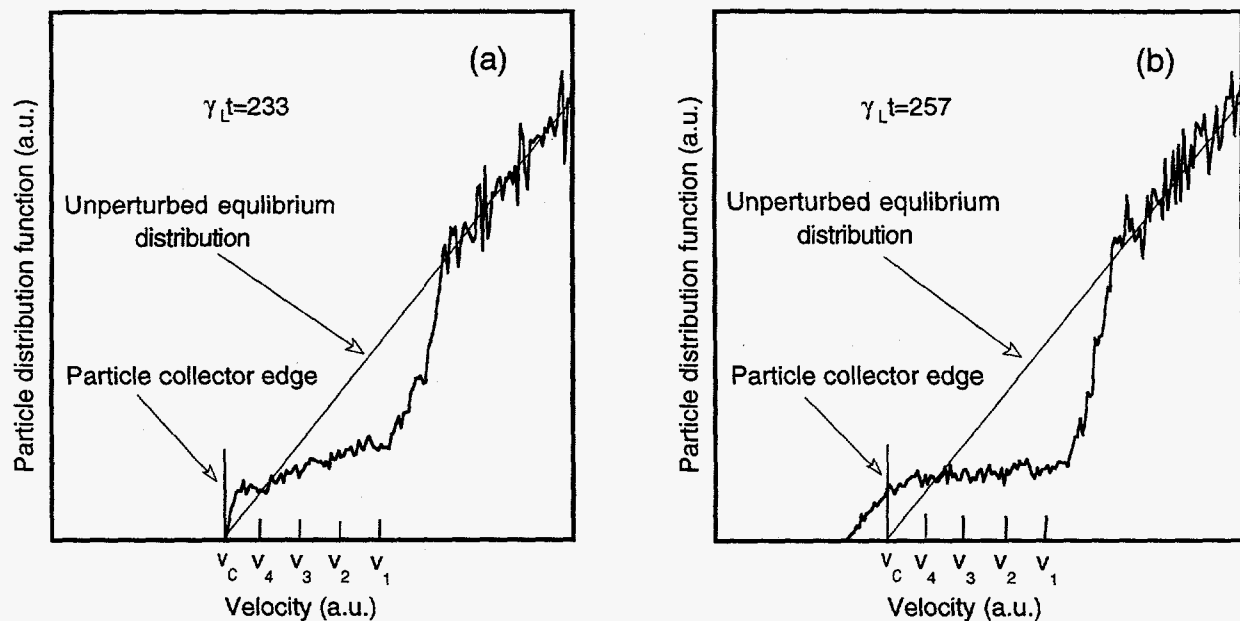 (a)
γLt=233
Unperturbed equlibrium
distribution
Particle collector edge
Particle distribution function (a.u.)
vC v4 v3 v2 v1
Velocity (a.u.)
(b)
γLt=257
Unperturbed equlibrium
distribution
Particle collector edge
Particle distribution function (a.u.)
vC v4 v3 v2 v1
Velocity (a.u.)